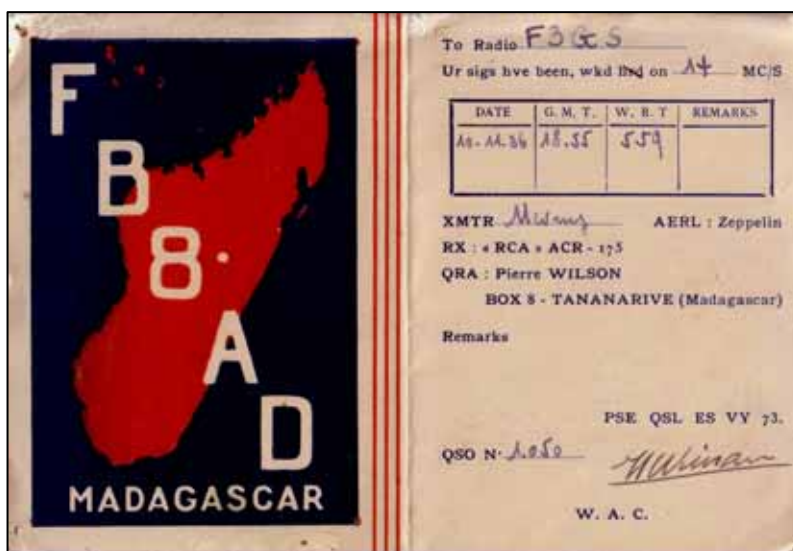 F
B
8.
A
D
MADAGASCAR
To Radio F3GS
Ur sigs hve been, wkd hrd on 14 MC/S
DATE G. M. T. W. R. T REMARKS
18.55 559
XMTR AERL : Zeppelin
RX : « RCA » ACR - 175
QRA : Pierre WILSON
BOX 8 - TANANARIVE (Madagascar)
Remarks
PSE QSL ES VY 73.
QSO N· 1.050
W. A. C.